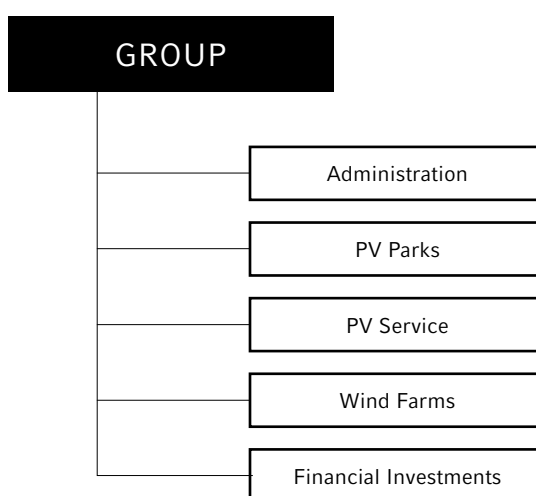 GROUP
Administration
PV Parks
PV Service
Wind Farms
Financial Investments